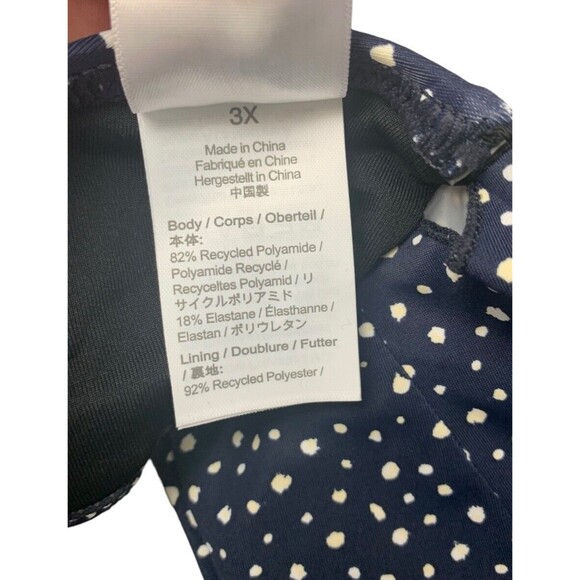 3X
Made in China
Fabriqué en Chine
Hergestellt in China
中国製
Body / Corps / Oberteil /
本体:
82% Recycled Polyamide /
Polyamide Recyclé /
Recyceltes Polyamid / リ
サイクルポリアミド
18% Elastane / Élasthanne /
Elastan / ポリウレタン
Lining / Doublure / Futter
/ 裏地:
92% Recycled Polyester /